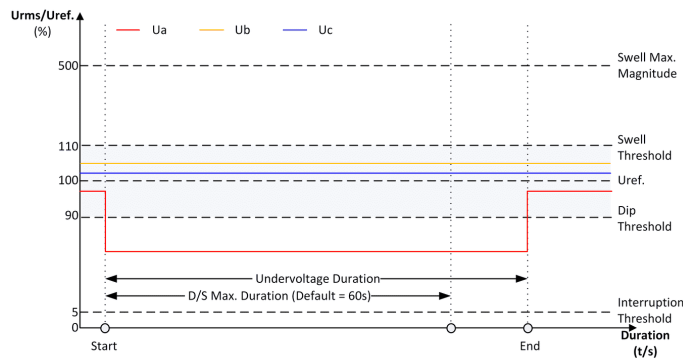 Urms/Uref.
(%)
Ua
Ub
Uc
500
Swell Max.
Magnitude
110
Swell
Threshold
100
Uref.
90
Dip
Threshold
Undervoltage Duration
D/S Max. Duration (Default = 60s)
5
Interruption
Threshold
0
Start
End
Duration
(t/s)